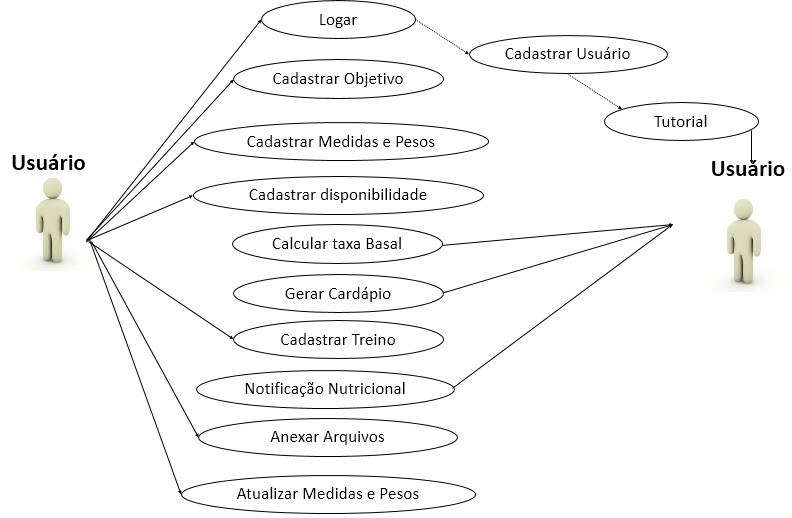 Logar
Cadastrar Usuário
Cadastrar Objetivo
Tutorial
Cadastrar Medidas e Pesos
Usuário
Usuário
Cadastrar disponibilidade
Calcular taxa Basal
Gerar Cardápio
Cadastrar Treino
Notificação Nutricional
Anexar Arquivos
Atualizar Medidas e Pesos